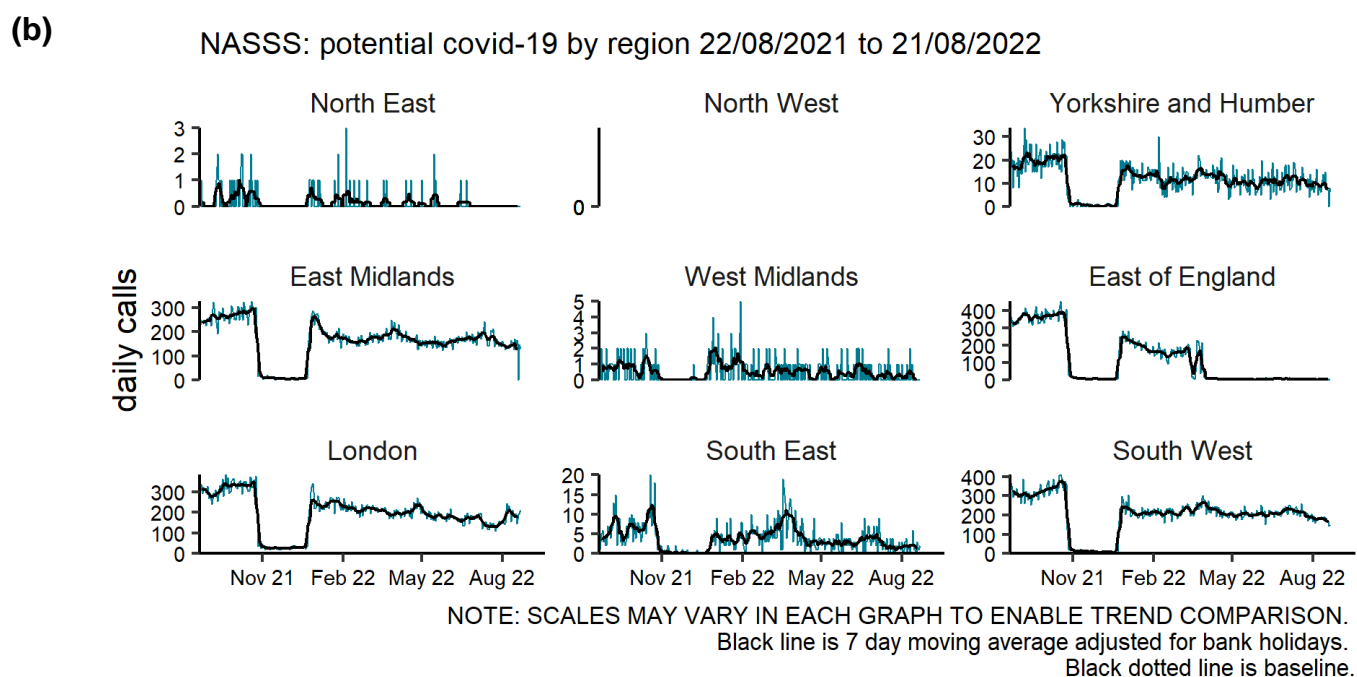 (b)
NASSS: potential covid-19 by region 22/08/2021 to 21/08/2022
North East
North West
Yorkshire and Humber
3
2
1
0
0
30
20
10
0
daily calls
East Midlands
West Midlands
East of England
300
200
100
0
5
4
3
2
1
0
400
300
200
100
0
London
South East
South West
300
200
100
0
20
15
10
5
0
400
300
200
100
0
Nov 21 Feb 22 May 22 Aug 22
Nov 21 Feb 22 May 22 Aug 22
Nov 21 Feb 22 May 22 Aug 22
NOTE: SCALES MAY VARY IN EACH GRAPH TO ENABLE TREND COMPARISON.
Black line is 7 day moving average adjusted for bank holidays.
Black dotted line is baseline.